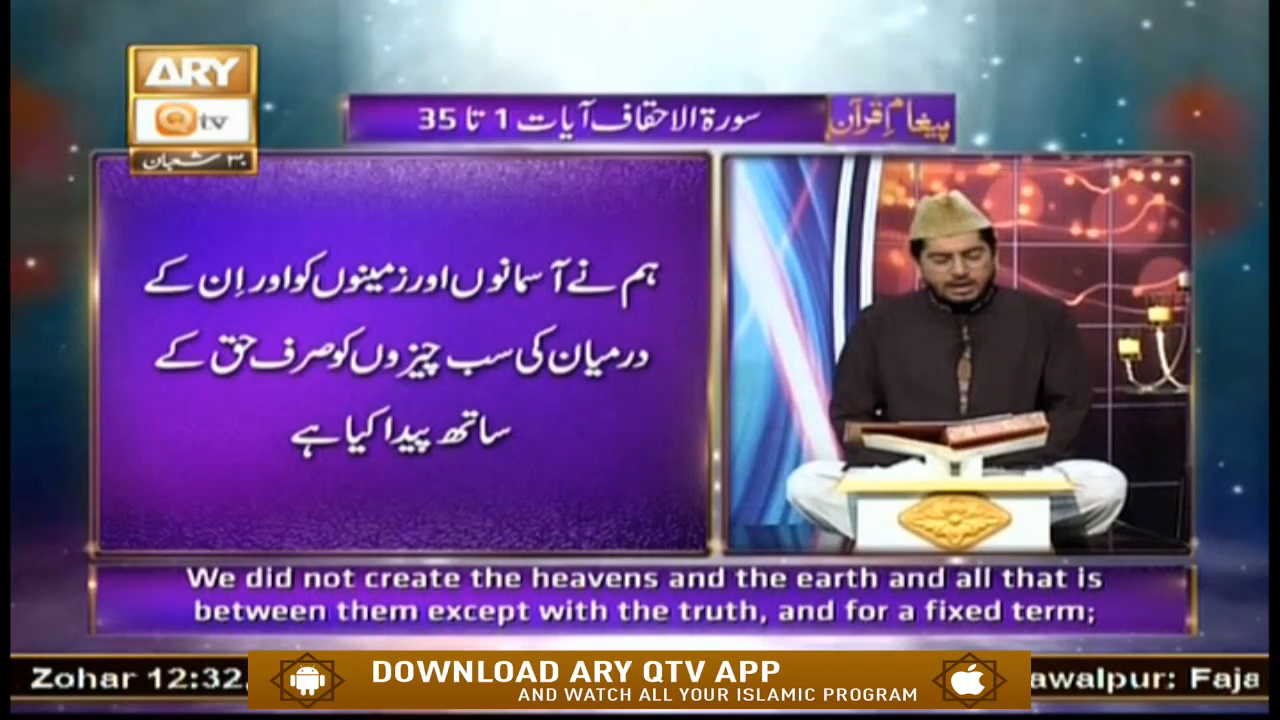 ARY
Qtv
۳ شعبان
پیغامِ قرآن
سورۃ الاحقاف آیات 1 تا 35
ہم نے آسمانوں اور زمینوں کو اور اِن کے
درمیان کی سب چیزوں کو صرف حق کے
ساتھ پیدا کیا ہے
We did not create the heavens and the earth and all that is
between them except with the truth, and for a fixed term;
Zohar 12:32,
DOWNLOAD ARY QTV APP
AND WATCH ALL YOUR ISLAMIC PROGRAM
awalpur: Faja